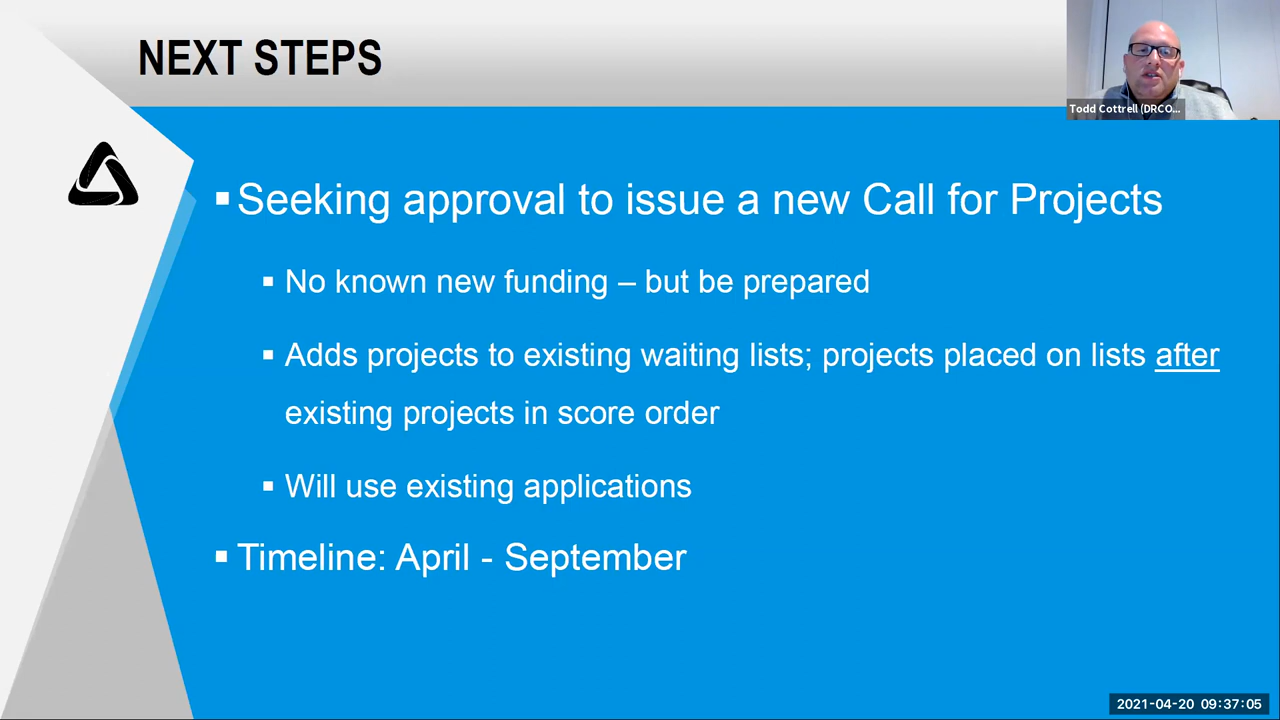 NEXT STEPS
Todd Cottrell (DRCO...
▪ Seeking approval to issue a new Call for Projects
▪ No known new funding – but be prepared
▪ Adds projects to existing waiting lists; projects placed on lists after
existing projects in score order
▪ Will use existing applications
▪ Timeline: April - September
2021-04-20 09:37:05